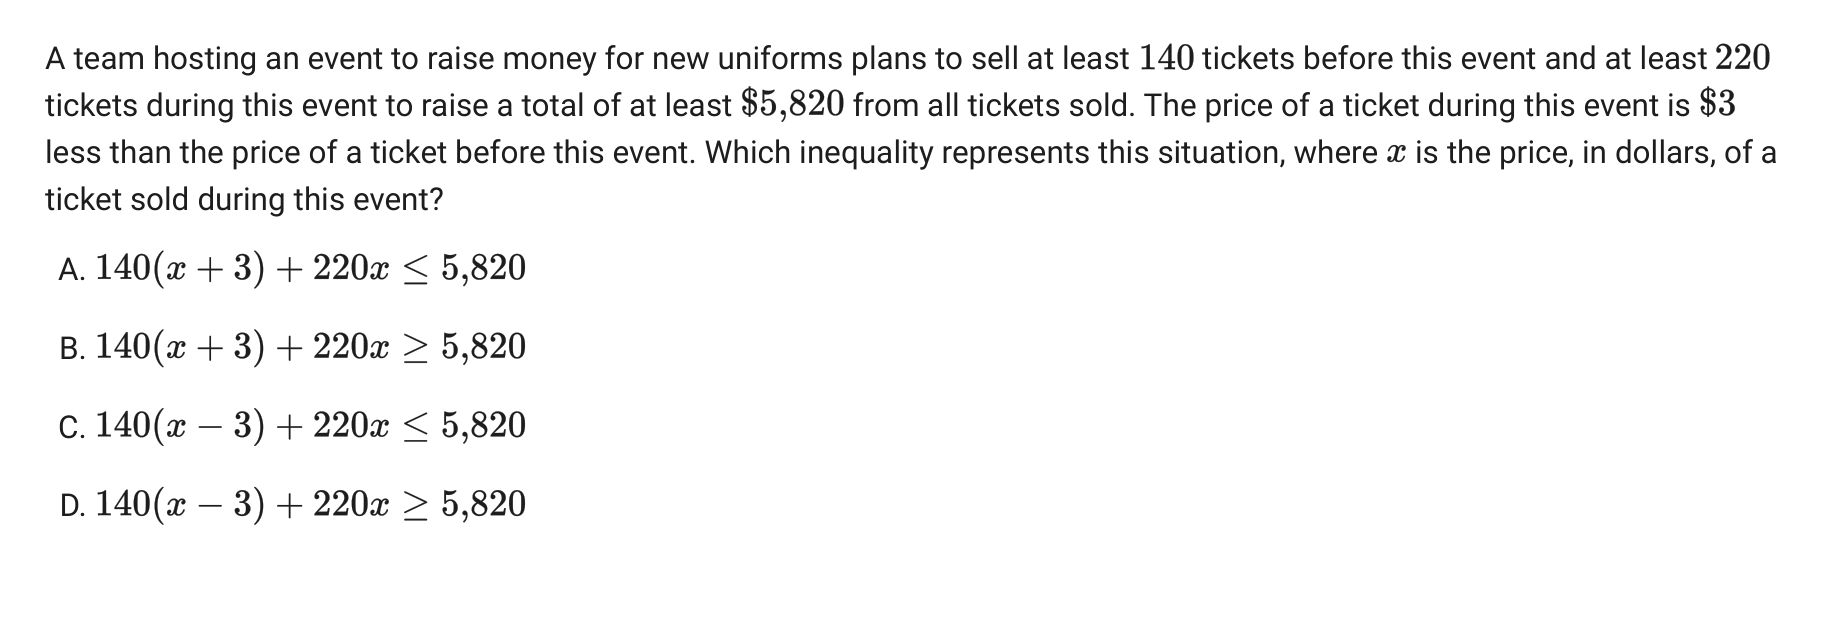 A team hosting an event to raise money for new uniforms plans to sell at least 140 tickets before this event and at least 220
tickets during this event to raise a total of at least $5,820 from all tickets sold. The price of a ticket during this event is $3
less than the price of a ticket before this event. Which inequality represents this situation, where x is the price, in dollars, of a
ticket sold during this event?
A. 140(x + 3) + 220x ≤ 5,820
B. 140(x + 3) + 220x ≥ 5,820
C. 140(x − 3) + 220x ≤ 5,820
D. 140(x − 3) + 220x ≥ 5,820